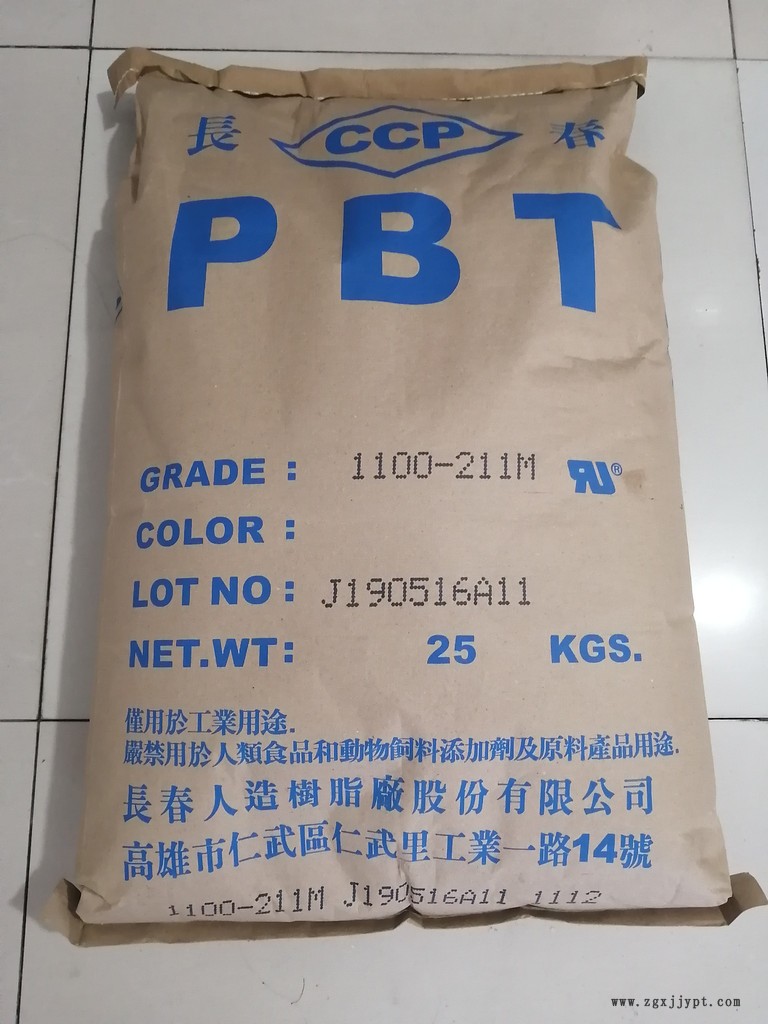 長 CCP 春
PBT
GRADE : 1100-211M RU®
COLOR :
LOT NO : J190516A11
NET.WT: 25 KGS.
僅用於工業用途.
嚴禁用於人類食品和動物飼料添加劑及原料產品用途.
長春人造樹脂廠股份有限公司
高雄市仁武區仁武里工業一路14號
1100-211M J190516A11 1112
www.zgxjjypt.com